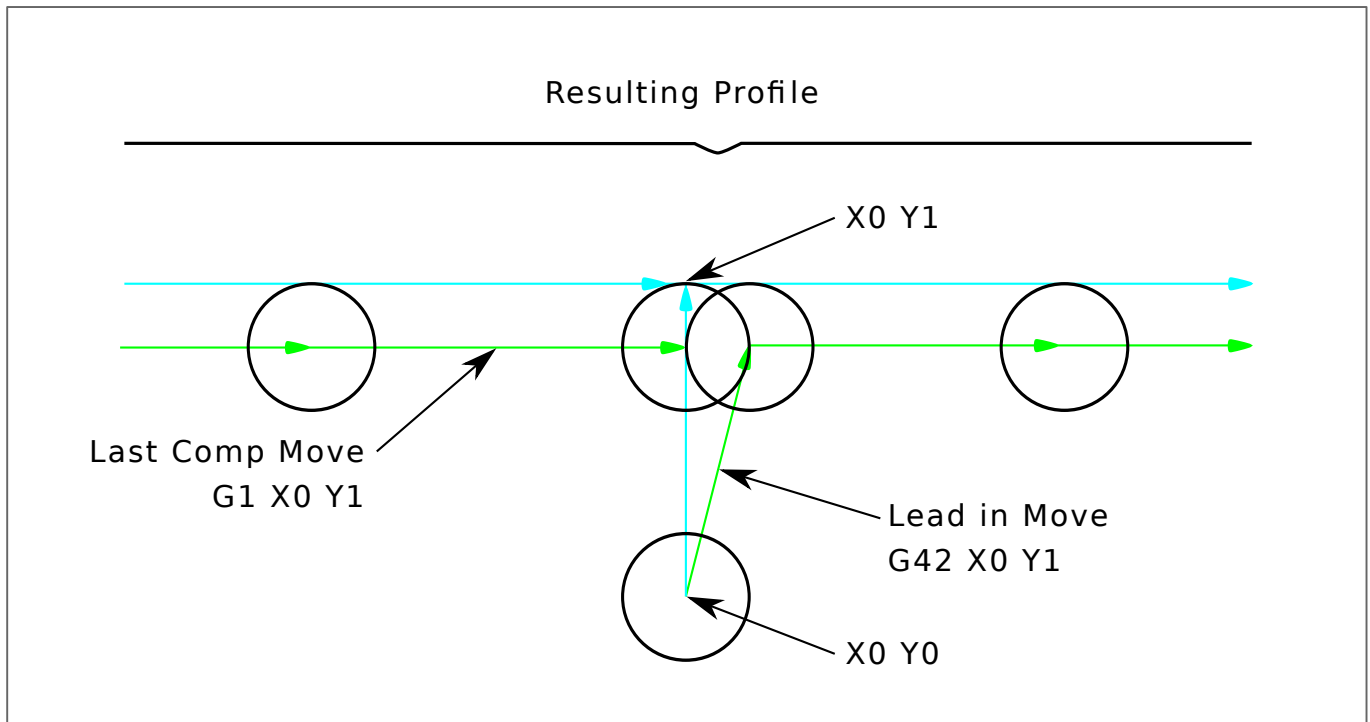 Resulting Profile
X0 Y1
Last Comp Move
G1 X0 Y1
Lead in Move
G42 X0 Y1
X0 Y0